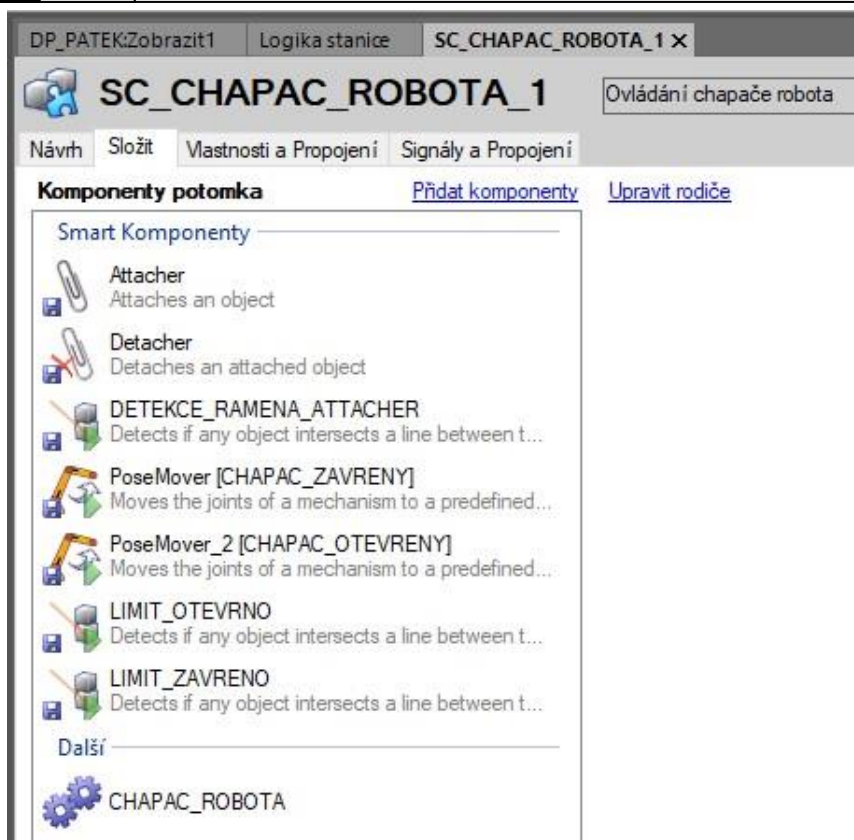 DP_PATEK:Zobrazit1 Logika stanice SC_CHAPAC_ROBOTA_1 ×
SC_CHAPAC_ROBOTA_1 Ovládání chapače robota
Návrh Složit Vlastnosti a Propojení Signály a Propojení
Komponenty potomka Přidat komponenty Upravit rodiče
Smart Komponenty
Attacher
Attaches an object
Detacher
Detaches an attached object
DETEKCE_RAMENA_ATTACHER
Detects if any object intersects a line between t...
PoseMover [CHAPAC_ZAVRENY]
Moves the joints of a mechanism to a predefined...
PoseMover_2 [CHAPAC_OTEVRENY]
Moves the joints of a mechanism to a predefined...
LIMIT_OTEVRNO
Detects if any object intersects a line between t...
LIMIT_ZAVRENO
Detects if any object intersects a line between t...
Další
CHAPAC_ROBOTA